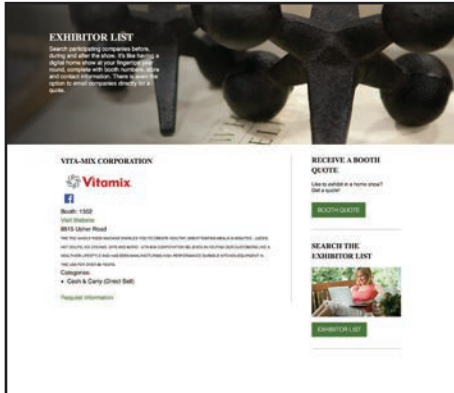 EXHIBITOR LIST
Search participating companies before,
during and after the show. It's like having a
digital home show at your fingertips year
round, complete with booth numbers, store
and contact information. There is even the
option to email companies directly for a
quote.
VITA-MIX CORPORATION
Vitamix
Booth: 1502
Visit Website
8615 Usher Road
Categories:
• Cash & Carry (Direct Sell)
Request Information
RECEIVE A BOOTH
QUOTE
Like to exhibit in a home show?
Get a quote!
BOOTH QUOTE
SEARCH THE
EXHIBITOR LIST
EXHIBITOR LIST